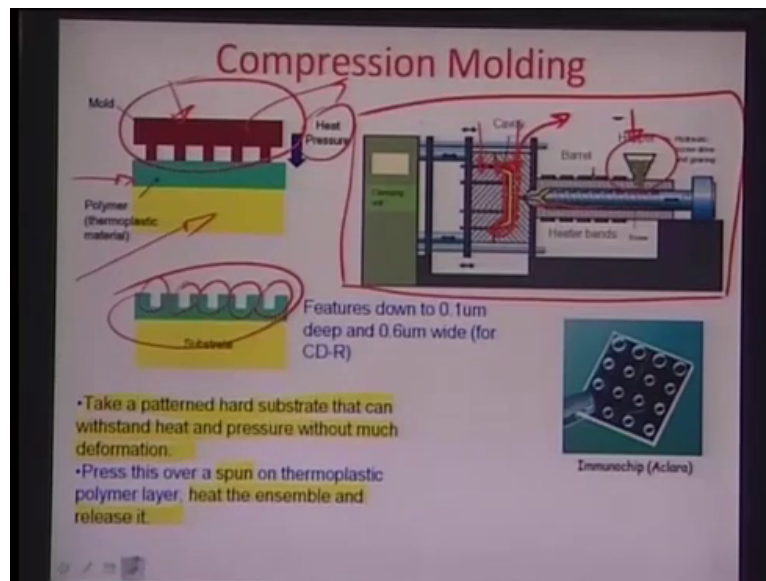 Compression Molding
Mold
Heat
Pressure
Polymer
(thermoplastic
material)
Substrate
Cavity
Barrel
Heater bands
Features down to 0.1um
deep and 0.6um wide (for
CD-R)
•Take a patterned hard substrate that can
withstand heat and pressure without much
deformation.
•Press this over a spun on thermoplastic
polymer layer, heat the ensemble and
release it.
Immunochip (Aclara)